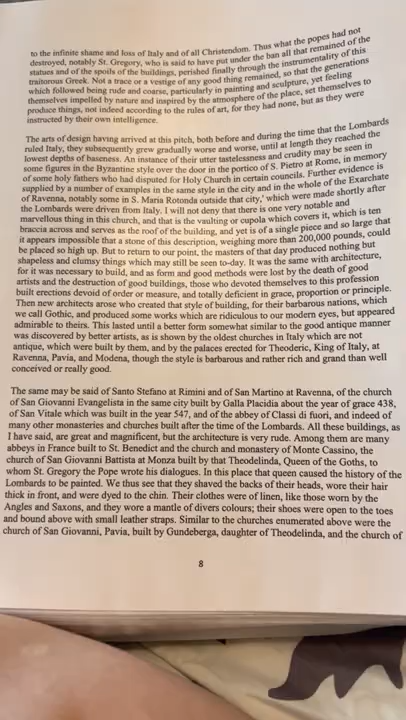 to the infinite shame and loss of Italy and of all Christendom. Thus what the popes had not
destroyed, notably St. Gregory, who is said to have put under the ban all that remained of the
statues and of the spoils of the buildings, perished finally through the instrumentality of this
traitorous Greek. Not a trace or a vestige of any good thing remained, so that the generations
which followed being rude and coarse, particularly in painting and sculpture, yet feeling
themselves impelled by nature and inspired by the atmosphere of the place, set themselves to
produce things, not indeed according to the rules of art, for they had none, but as they were
instructed by their own intelligence.
The arts of design having arrived at this pitch, both before and during the time that the Lombards
ruled Italy, they subsequently grew gradually worse and worse, until at length they reached the
lowest depths of baseness. An instance of their utter tastelessness and crudity may be seen in
some figures in the Byzantine style over the door in the portico of S. Pietro at Rome, in memory
of some holy fathers who had disputed for Holy Church in certain councils. Further evidence is
supplied by a number of examples in the same style in the city and in the whole of the Exarchate
of Ravenna, notably some in S. Maria Rotonda outside that city,' which were made shortly after
the Lombards were driven from Italy. I will not deny that there is one very notable and
marvellous thing in this church, and that is the vaulting or cupola which covers it, which is ten
braccia across and serves as the roof of the building, and yet is of a single piece and so large that
it appears impossible that a stone of this description, weighing more than 200,000 pounds, could
be placed so high up. But to return to our point, the masters of that day produced nothing but
shapeless and clumsy things which may still be seen to-day. It was the same with architecture,
for it was necessary to build, and as form and good methods were lost by the death of good
artists and the destruction of good buildings, those who devoted themselves to this profession
built erections devoid of order or measure, and totally deficient in grace, proportion or principle.
Then new architects arose who created that style of building, for their barbarous nations, which
we call Gothic, and produced some works which are ridiculous to our modern eyes, but appeared
admirable to theirs. This lasted until a better form somewhat similar to the good antique manner
was discovered by better artists, as is shown by the oldest churches in Italy which are not
antique, which were built by them, and by the palaces erected for Theoderic, King of Italy, at
Ravenna, Pavia, and Modena, though the style is barbarous and rather rich and grand than well
conceived or really good.
The same may be said of Santo Stefano at Rimini and of San Martino at Ravenna, of the church
of San Giovanni Evangelista in the same city built by Galla Placidia about the year of grace 438,
of San Vitale which was built in the year 547, and of the abbey of Classi di fuori, and indeed of
many other monasteries and churches built after the time of the Lombards. All these buildings, as
I have said, are great and magnificent, but the architecture is very rude. Among them are many
abbeys in France built to St. Benedict and the church and monastery of Monte Cassino, the
church of San Giovanni Battista at Monza built by that Theodelinda, Queen of the Goths, to
whom St. Gregory the Pope wrote his dialogues. In this place that queen caused the history of the
Lombards to be painted. We thus see that they shaved the backs of their heads, wore their hair
thick in front, and were dyed to the chin. Their clothes were of linen, like those worn by the
Angles and Saxons, and they wore a mantle of divers colours; their shoes were open to the toes
and bound above with small leather straps. Similar to the churches enumerated above were the
church of San Giovanni, Pavia, built by Gundeberga, daughter of Theodelinda, and the church of
8